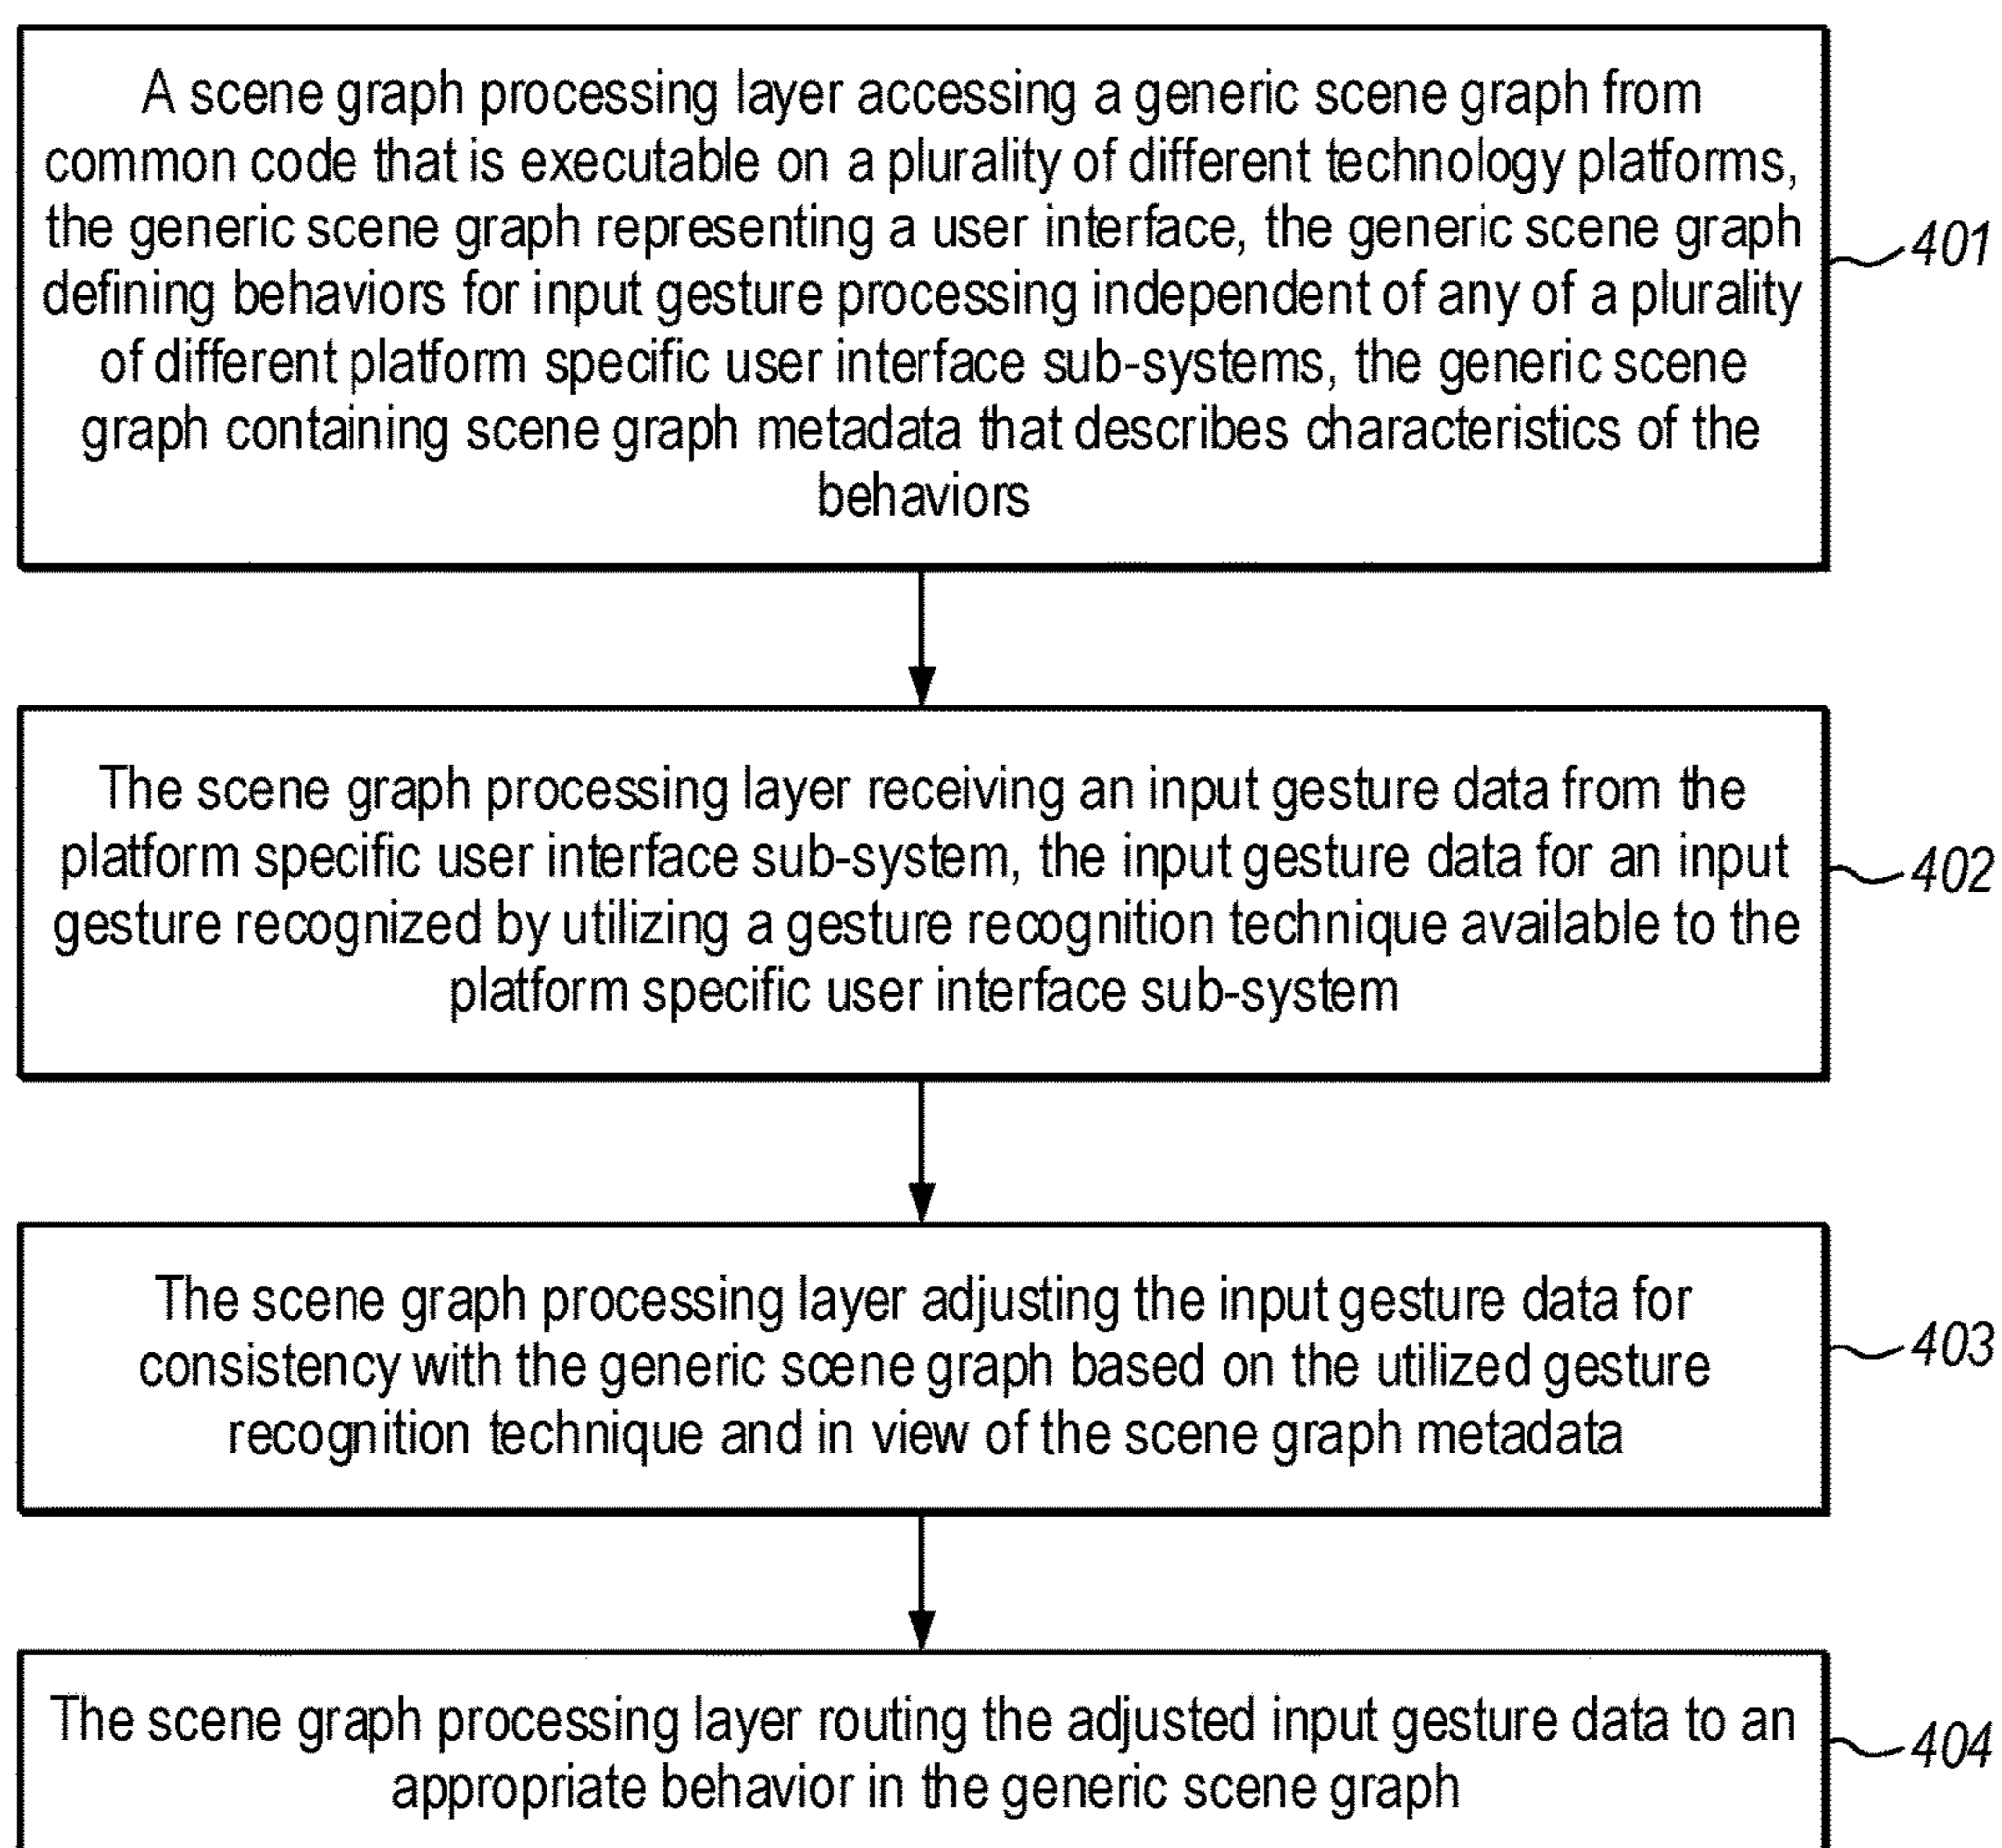 A scene graph processing layer accessing a generic scene graph from
common code that is executable on a plurality of different technology platforms,
the generic scene graph representing a user interface, the generic scene graph
defining behaviors for input gesture processing independent of any of a plurality
of different platform specific user interface sub-systems, the generic scene
graph containing scene graph metadata that describes characteristics of the
behaviors
401
The scene graph processing layer receiving an input gesture data from the
platform specific user interface sub-system, the input gesture data for an input
gesture recognized by utilizing a gesture recognition technique available to the
platform specific user interface sub-system
402
The scene graph processing layer adjusting the input gesture data for
consistency with the generic scene graph based on the utilized gesture
recognition technique and in view of the scene graph metadata
403
The scene graph processing layer routing the adjusted input gesture data to an
appropriate behavior in the generic scene graph
404